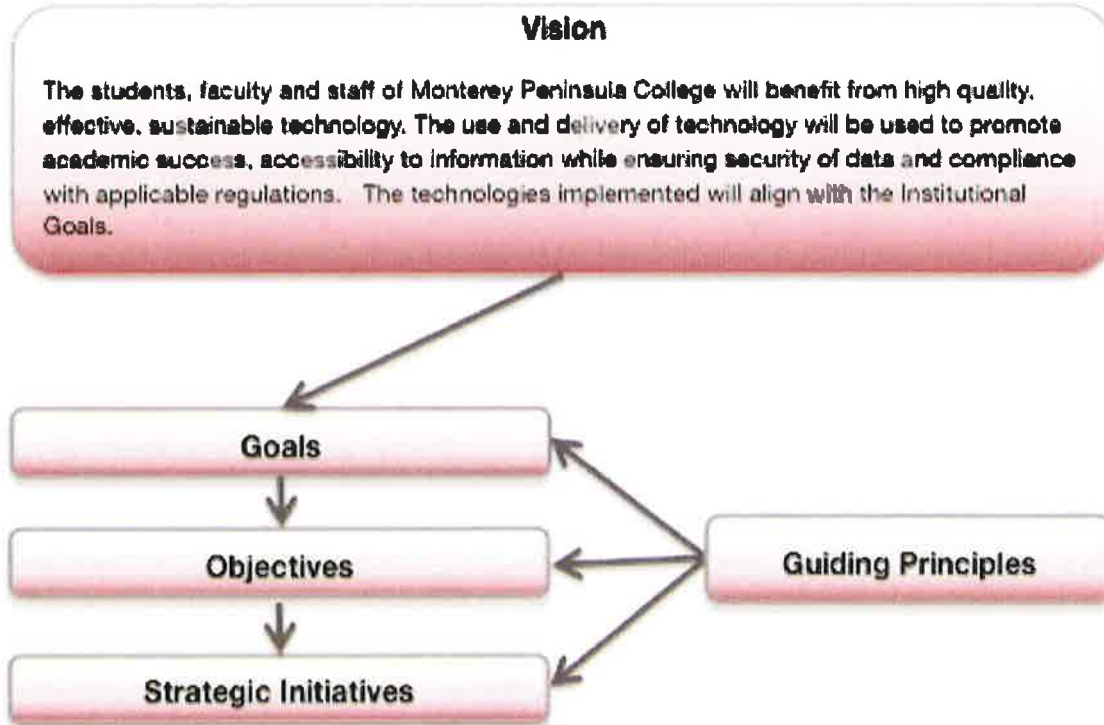 Vision
The students, faculty and staff of Monterey Peninsula College will benefit from high quality,
effective, sustainable technology. The use and delivery of technology will be used to promote
academic success, accessibility to information while ensuring security of data and compliance
with applicable regulations. The technologies implemented will align with the Institutional
Goals.
Goals
Objectives
Guiding Principles
Strategic Initiatives